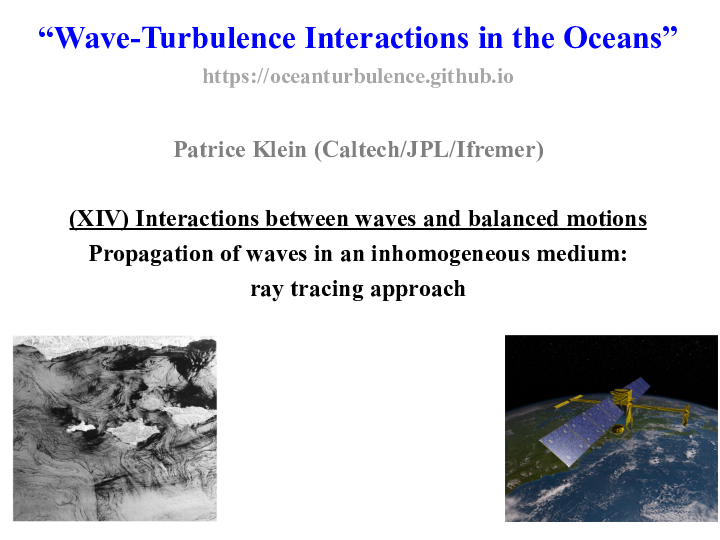 “Wave-Turbulence Interactions in the Oceans”
https://oceanturbulence.github.io
Patrice Klein (Caltech/JPL/Ifremer)
(XIV) Interactions between waves and balanced motions
Propagation of waves in an inhomogeneous medium:
ray tracing approach